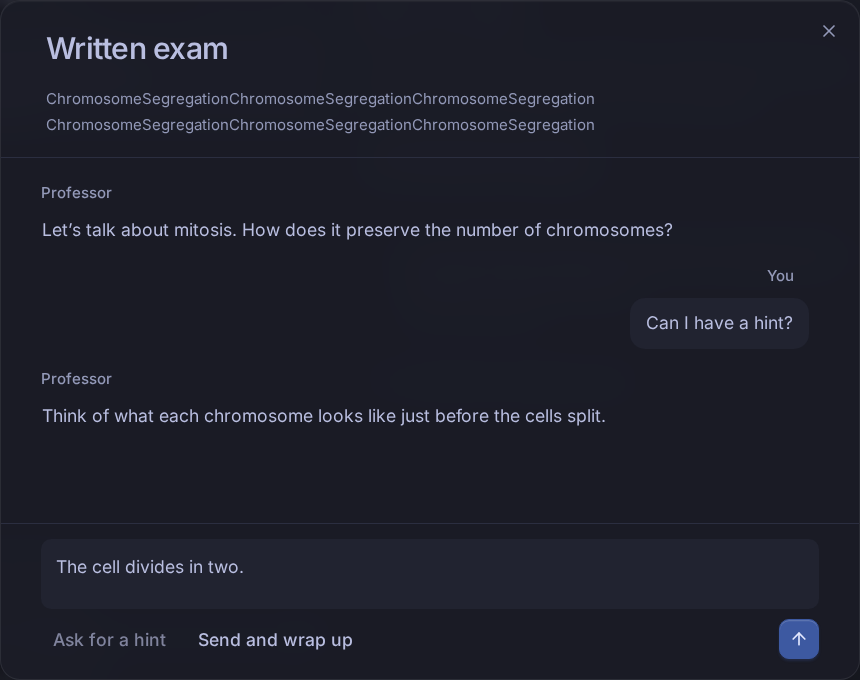 Written exam
ChromosomeSegregationChromosomeSegregationChromosomeSegregation
ChromosomeSegregationChromosomeSegregationChromosomeSegregation
Professor
Let’s talk about mitosis. How does it preserve the number of chromosomes?
You
Can I have a hint?
Professor
Think of what each chromosome looks like just before the cells split.
The cell divides in two.
Ask for a hint
Send and wrap up